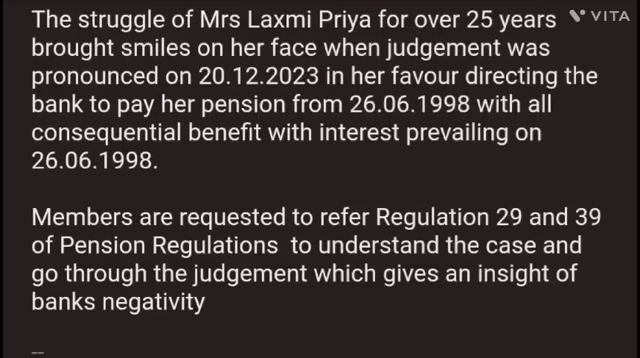 The struggle of Mrs Laxmi Priya for over 25 years
VITA
brought smiles on her face when judgement was
pronounced on 20.12.2023 in her favour directing the
bank to pay her pension from 26.06.1998 with all
consequential benefit with interest prevailing on
26.06.1998.
Members are requested to refer Regulation 29 and 39
of Pension Regulations  to understand the case and
go through the judgement which gives an insight of
banks negativity